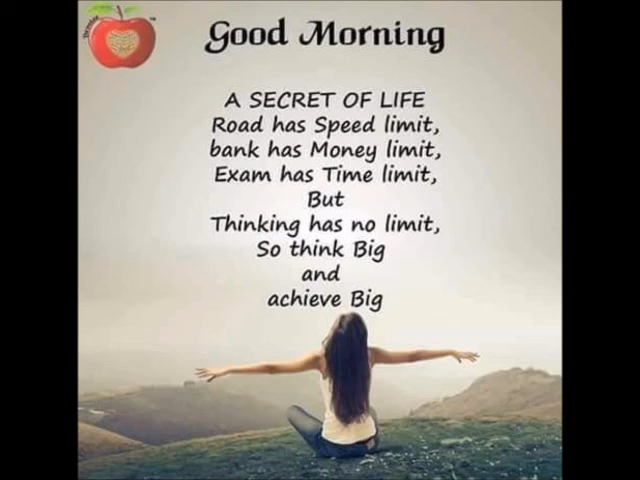 Good Morning
A SECRET OF LIFE
Road has Speed limit,
bank has Money limit,
Exam has Time limit,
But
Thinking has no limit,
So think Big
and
achieve Big